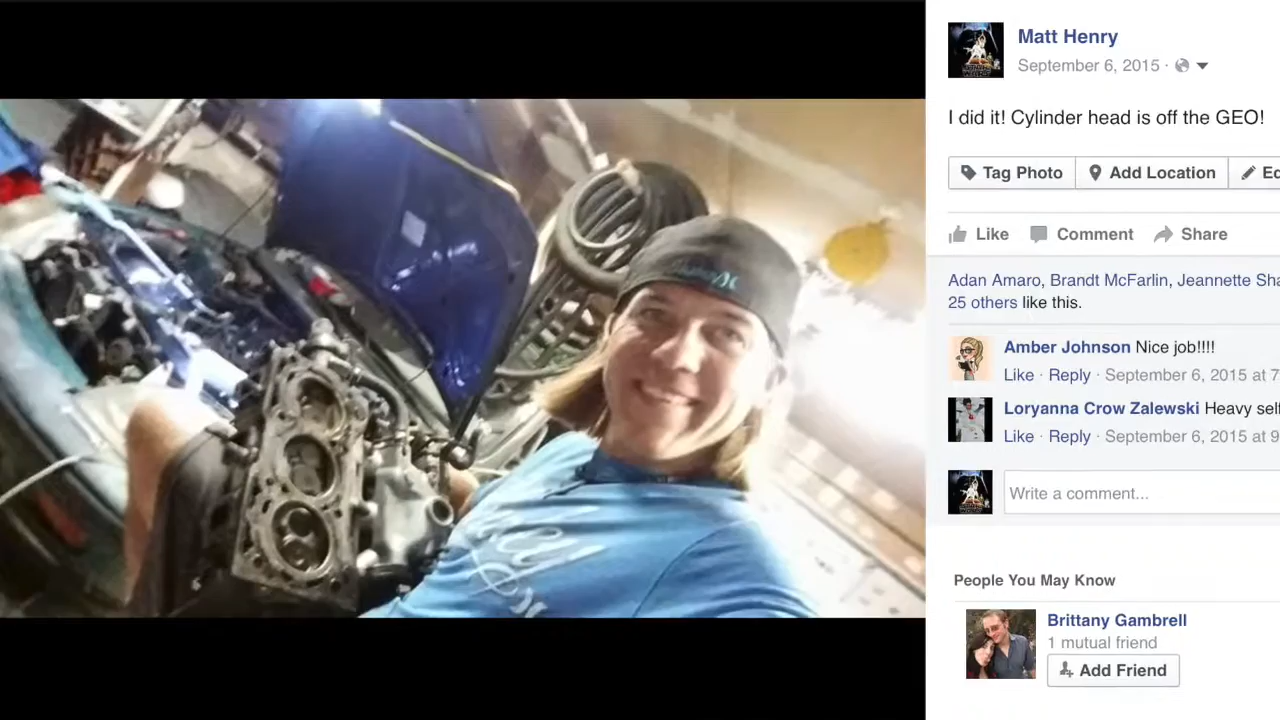 Matt Henry
September 6, 2015 ·
I did it! Cylinder head is off the GEO!
Tag Photo
Add Location
Like
Comment
Share
Adan Amaro, Brandt McFarlin, Jeannette
25 others like this.
Amber Johnson Nice job!!!!
Like · Reply · September 6, 2015 at 7
Loryanna Crow Zalewski Heavy
Like · Reply · September 6, 2015 at 9
Write a comment...
People You May Know
Brittany Gambrell
1 mutual friend
Add Friend